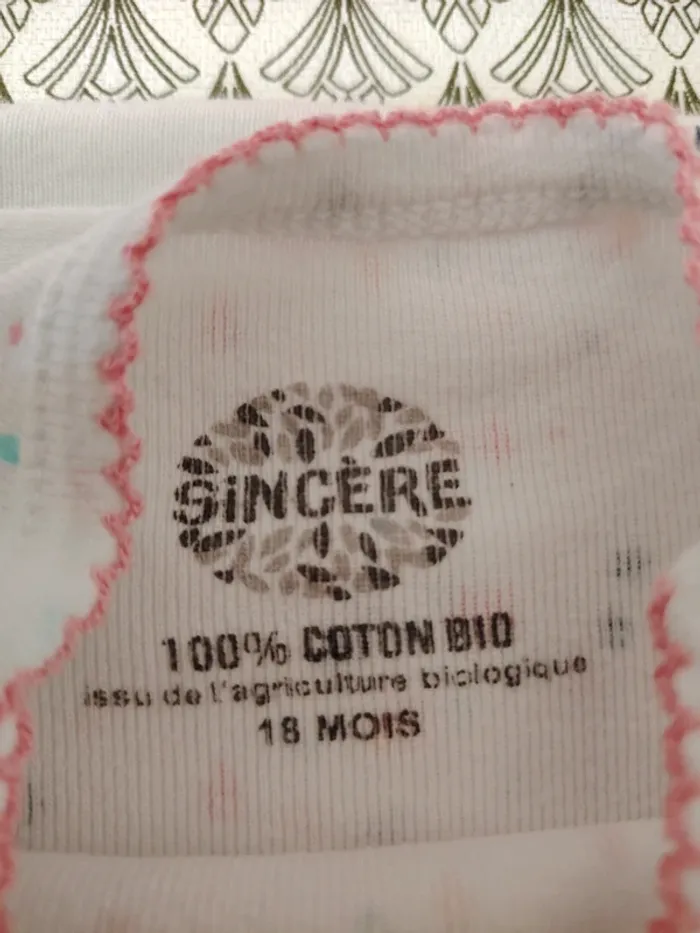 SiNCÈRE
100% COTON BIO
issu de l'agriculture biologique
18 MOIS